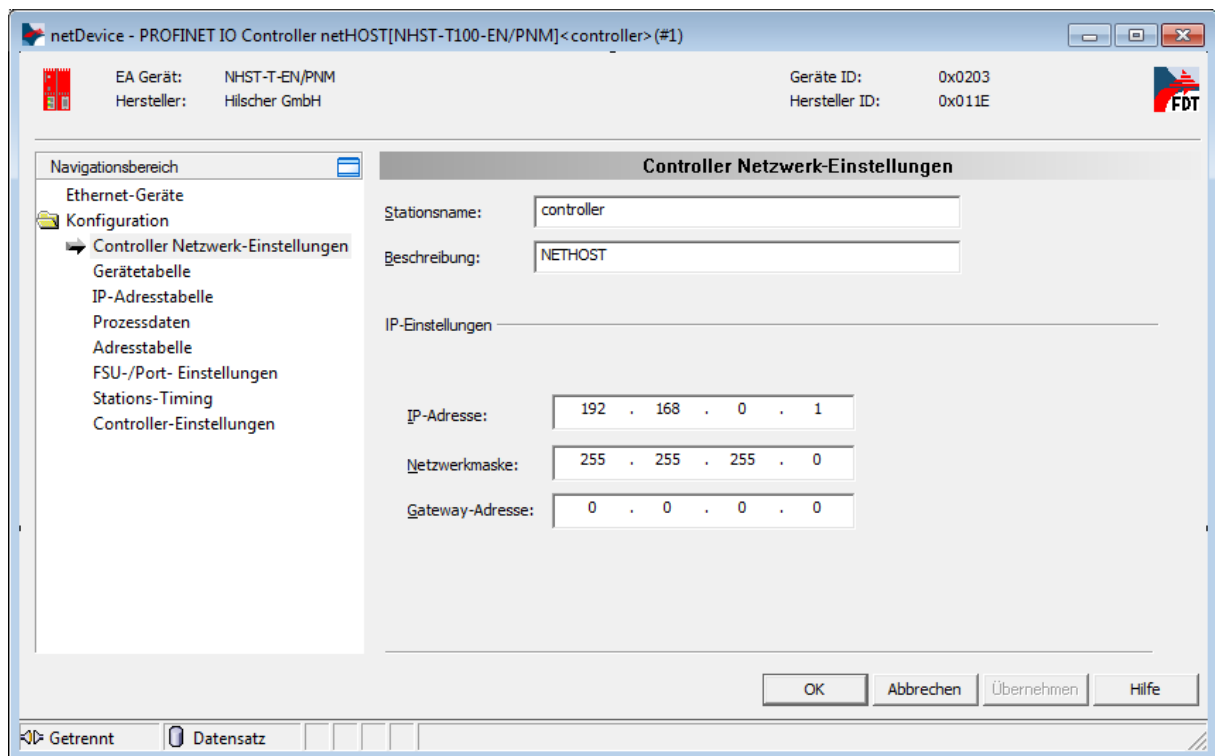 netDevice - PROFINET IO Controller netHOST[NHST-T100-EN/PNM]<controller>(#1)
EA Gerät: NHST-T-EN/PNM Geräte ID: 0x0203
Hersteller: Hilscher GmbH Hersteller ID: 0x011E
FDT
Navigationsbereich
Ethernet-Geräte
Konfiguration
Controller Netzwerk-Einstellungen
Gerätetabelle
IP-Adresstabelle
Prozessdaten
Adresstabelle
FSU-/Port- Einstellungen
Stations-Timing
Controller-Einstellungen
Controller Netzwerk-Einstellungen
Stationsname: controller
Beschreibung: NETHOST
IP-Einstellungen
IP-Adresse: 192 . 168 . 0 . 1
Netzwerkmaske: 255 . 255 . 255 . 0
Gateway-Adresse: 0 . 0 . 0 . 0
OK Abbrechen Übernehmen Hilfe
Getrennt Datensatz